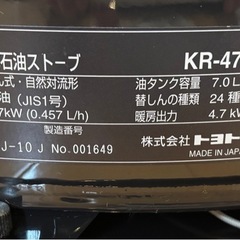 石油ストーブ KR-47
ん式・自然対流形 油タンク容量 7.0 L
油 (JIS1号) 替しんの種類 24 種
7kW (0.457 L/h) 暖房出力 4.7 k
製造番号
J-10 J No.001649 株式会社 トヨト
MADE IN JAPA